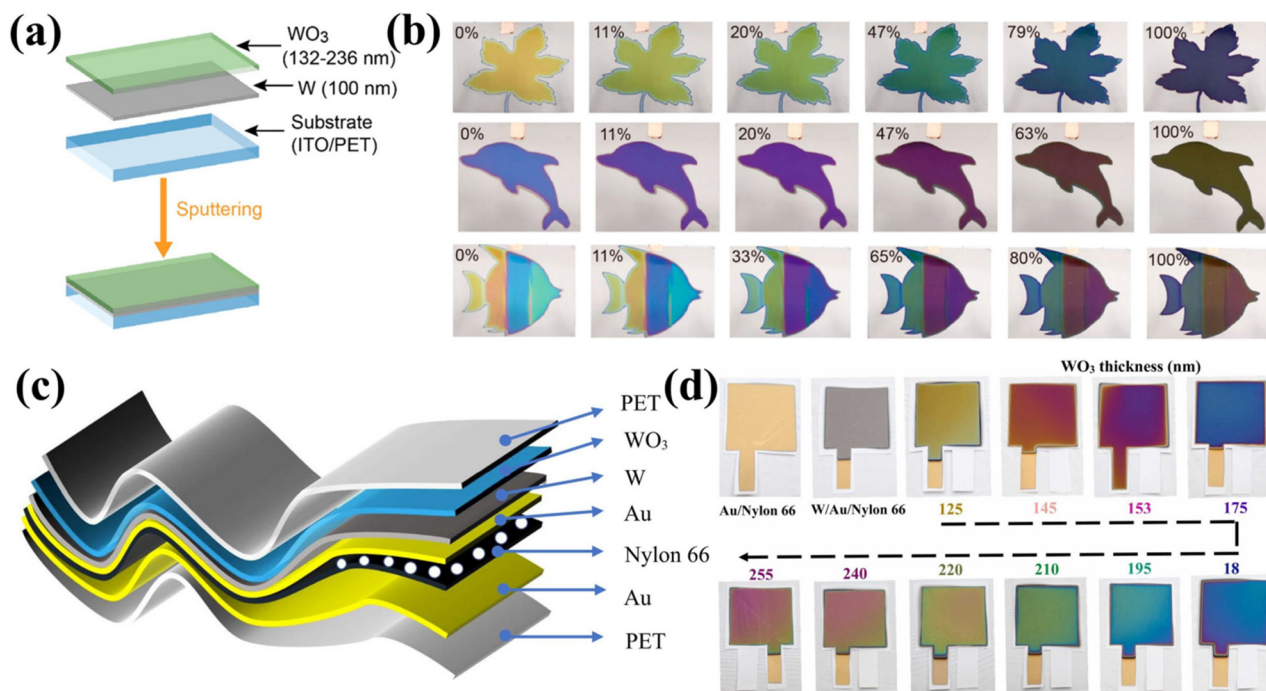 (a)
WO₃
(132-236 nm)
W (100 nm)
Substrate
(ITO/PET)
Sputtering
(b)
0% 11% 20% 47% 79% 100%
0% 11% 20% 47% 63% 100%
0% 11% 33% 65% 80% 100%
(c)
PET
WO₃
W
Au
Nylon 66
Au
PET
(d)
WO₃ thickness (nm)
Au/Nylon 66 W/Au/Nylon 66 125 145 153 175
255 240 220 210 195 18